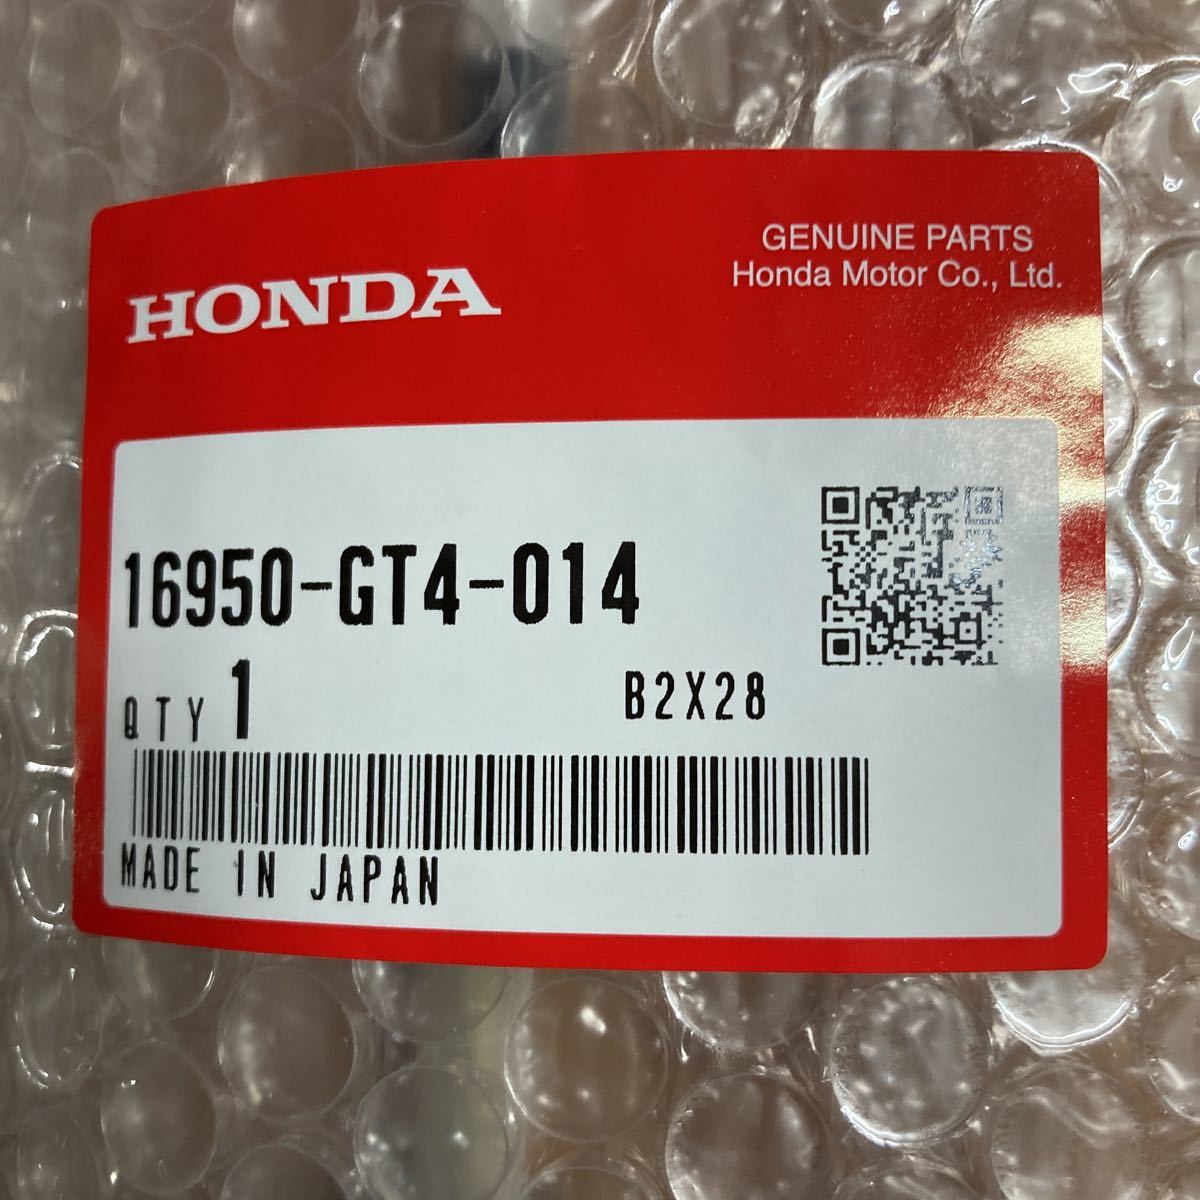 HONDA
GENUINE PARTS
Honda Motor Co., Ltd.
16950-GT4-014
QTY 1
B2X28
MADE IN JAPAN